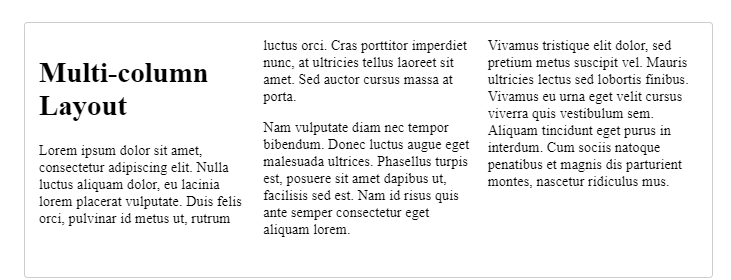 Multi-column
Layout
Lorem ipsum dolor sit amet,
consectetur adipiscing elit. Nulla
luctus aliquam dolor, eu lacinia
lorem placerat vulputate. Duis felis
orci, pulvinar id metus ut, rutrum
luctus orci. Cras porttitor imperdiet
nunc, at ultricies tellus laoreet sit
amet. Sed auctor cursus massa at
porta.
Nam vulputate diam nec tempor
bibendum. Donec luctus augue eget
malesuada ultrices. Phasellus turpis
est, posuere sit amet dapibus ut,
facilisis sed est. Nam id risus quis
ante semper consectetur eget
aliquam lorem.
Vivamus tristique elit dolor, sed
pretium metus suscipit vel. Mauris
ultricies lectus sed lobortis finibus.
Vivamus eu urna eget velit cursus
viverra quis vestibulum sem.
Aliquam tincidunt eget purus in
interdum. Cum sociis natoque
penatibus et magnis dis parturient
montes, nascetur ridiculus mus.